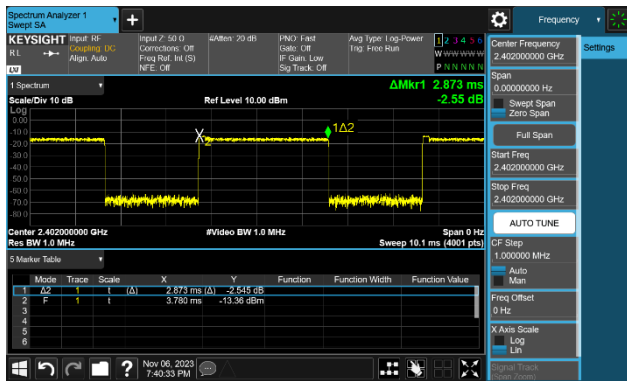 Spectrum Analyzer 1
Swept SA
+
Frequency
KEYSIGHT Input: RF
RL
Coupling: DC
Align: Auto
Input Z: 50 Ω
Corrections: Off
Freq Ref: Int (S)
NFE: Off
#Atten: 20 dB
PNO: Fast
Gate: Off
IF Gain: Low
Sig Track: Off
Avg Type: Log-Power
Trig: Free Run
1 2 3 4 5 6
W W W W W W
P N N N N N
Center Frequency
2.402000000 GHz
Settings
Span
0.00000000 Hz
Swept Span
Zero Span
Full Span
Start Freq
2.402000000 GHz
Stop Freq
2.402000000 GHz
AUTO TUNE
CF Step
1.000000 MHz
Auto
Man
Freq Offset
0 Hz
X Axis Scale
Log
Lin
Signal Track
(Span Zoom)
1 Spectrum
Scale/Div 10 dB
Ref Level 10.00 dBm
ΔMkr1 2.873 ms
-2.55 dB
Log
0.00
-10.0
-20.0
-30.0
-40.0
-50.0
-60.0
-70.0
-80.0
2
1Δ2
Center 2.402000000 GHz
Res BW 1.0 MHz
#Video BW 1.0 MHz
Span 0 Hz
Sweep 10.1 ms (4001 pts)
5 Marker Table
Mode Trace Scale X Y Function Function Width Function Value
1 Δ2 1 t (Δ) 2.873 ms (Δ) -2.545 dB
2 F 1 t 3.780 ms -13.36 dBm
3
4
5
6
?
Nov 06, 2023
7:40:33 PM